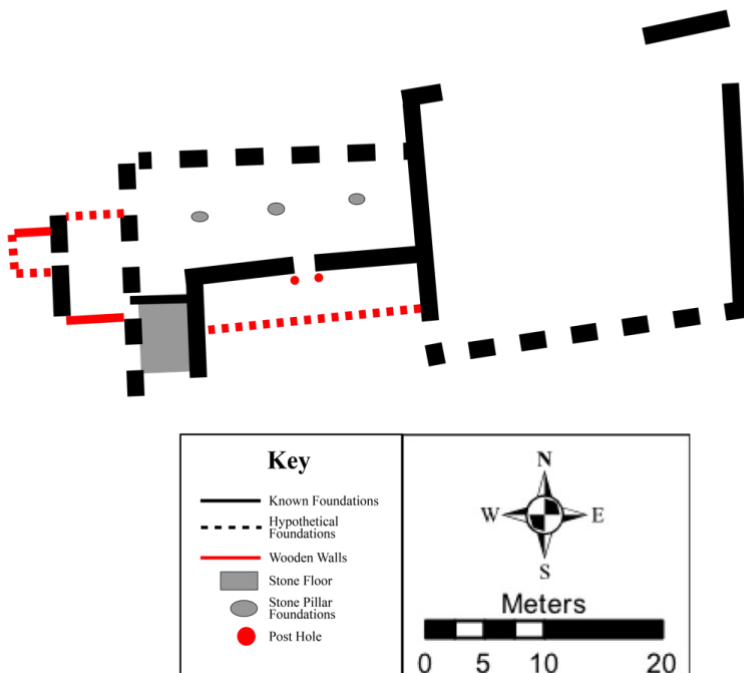 Key
Known Foundations
Hypothetical
Foundations
Wooden Walls
Stone Floor
Stone Pillar
Foundations
Post Hole
N
W E
S
Meters
0 5 10 20